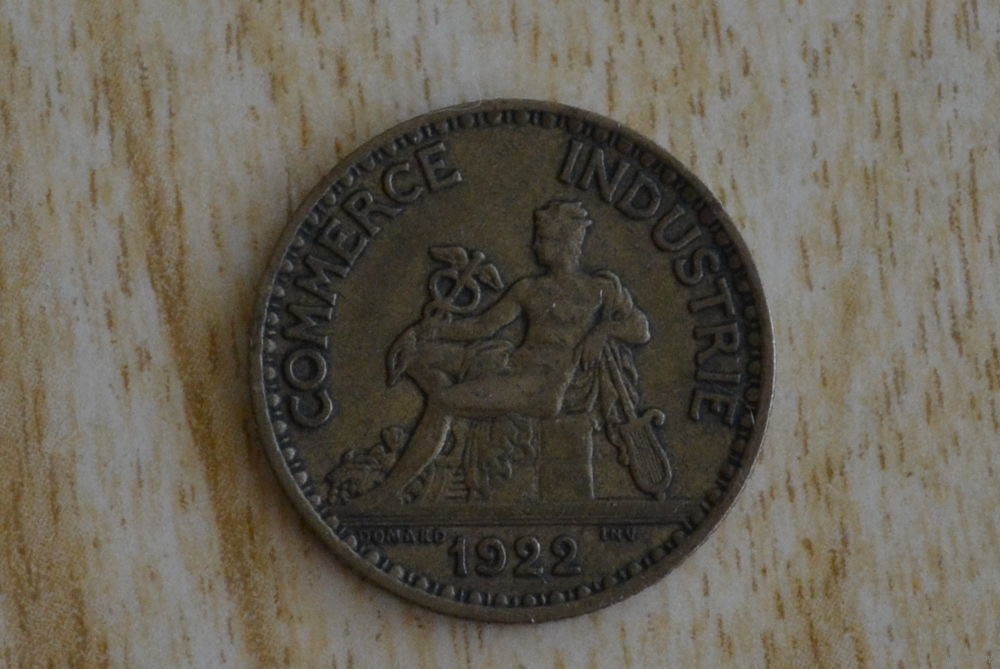 COMMERCE INDUSTRIE
DOMARD INV.
1922